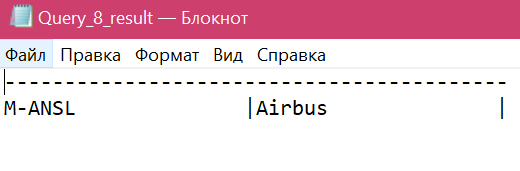 Query_8_result — Блокнот
Файл Правка Формат Вид Справка
------------------------------------------
M-ANSL              |Airbus              |